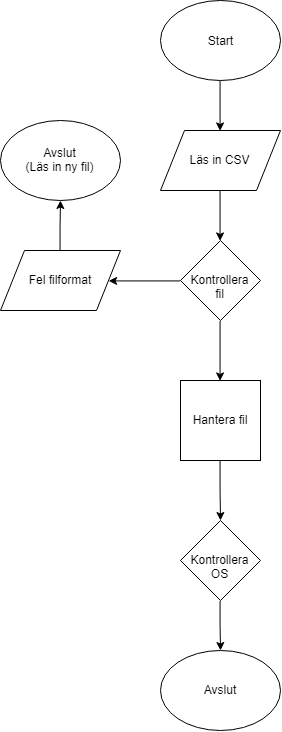 Start
Läs in CSV
Avslut
(Läs in ny fil)
Fel filformat
Kontrollera
fil
Hantera fil
Kontrollera
OS
Avslut